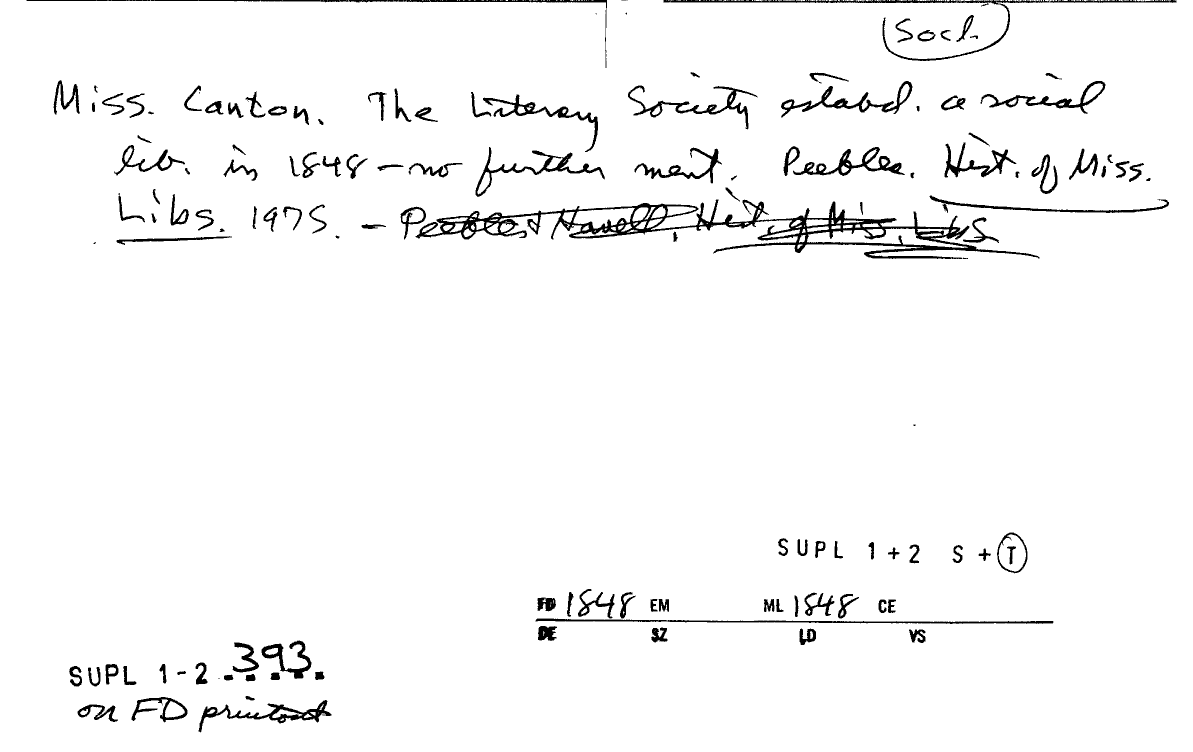 Socl.
Miss. Canton. The Literary Society estabd. a social
lib. in 1848 – no further ment. Peebles. Hist. of Miss.
Libs. 1975. – Peebles & Howell, Hist. of Miss. Libs
SUPL 1+2 S + T
FD 1848 EM ML 1848 CE
DE SZ LD VS
SUPL 1-2 .393.
on FD printout